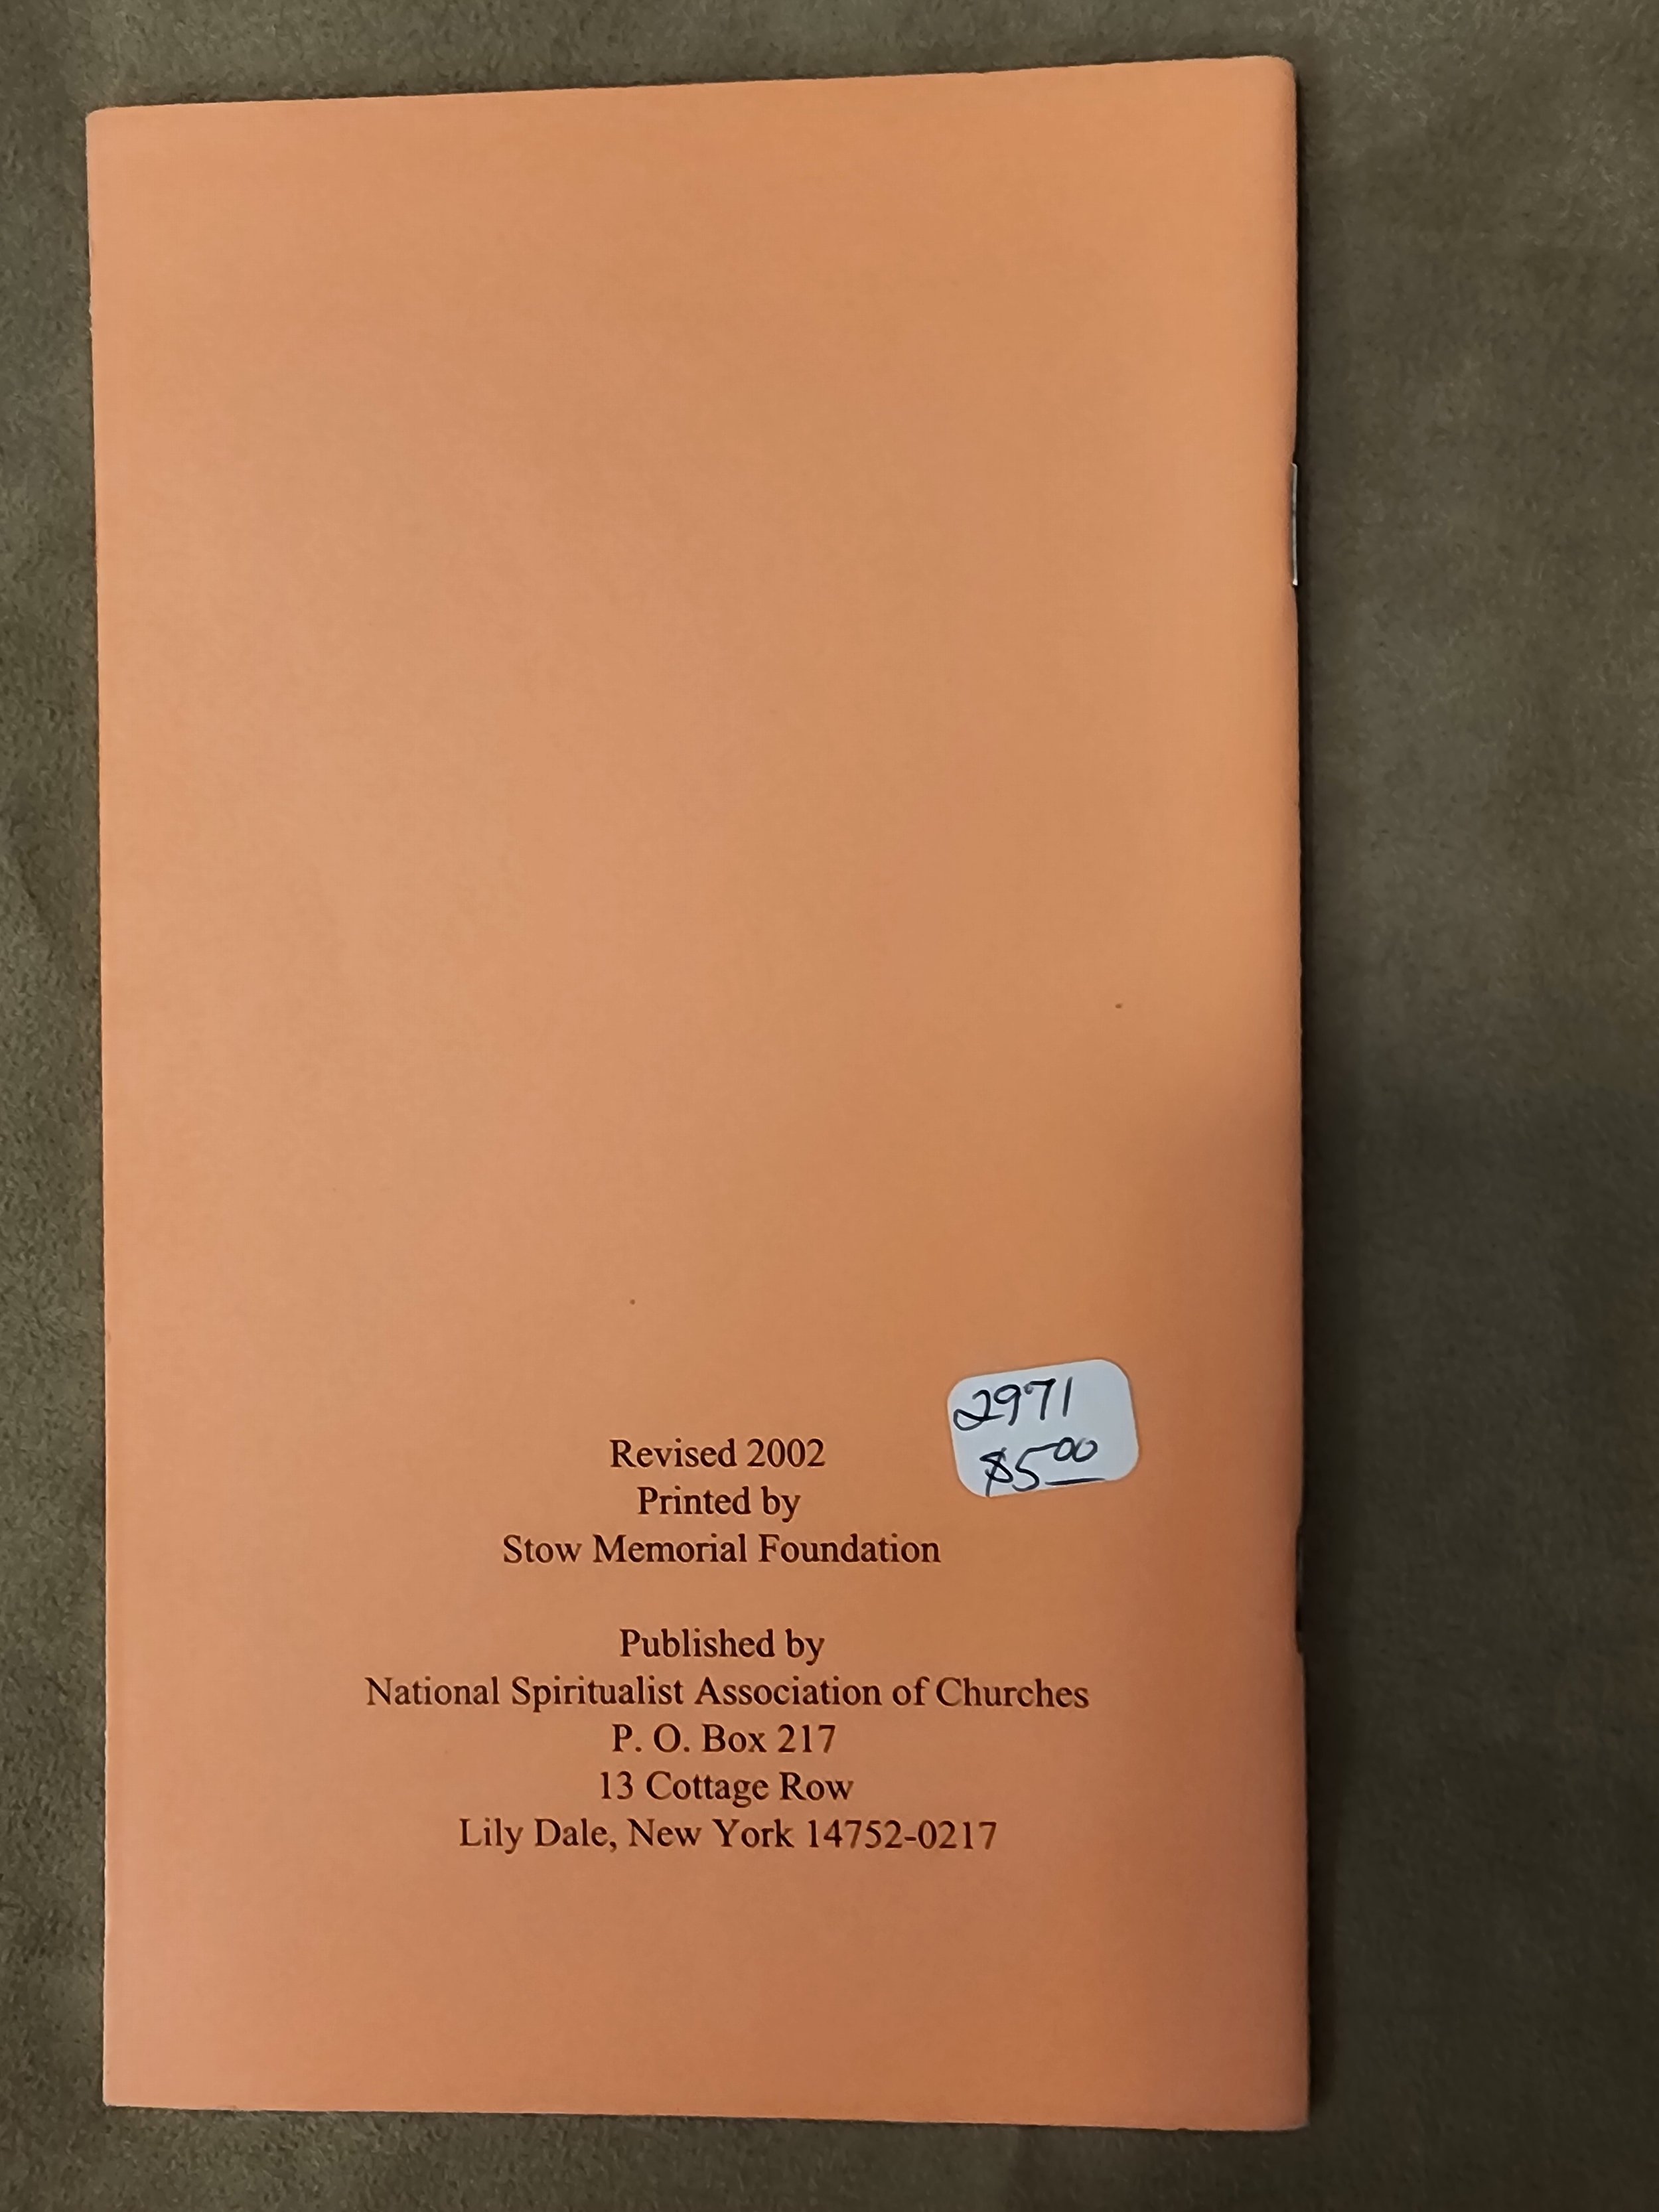 2971
$5.00
Revised 2002
Printed by
Stow Memorial Foundation
Published by
National Spiritualist Association of Churches
P. O. Box 217
13 Cottage Row
Lily Dale, New York 14752-0217